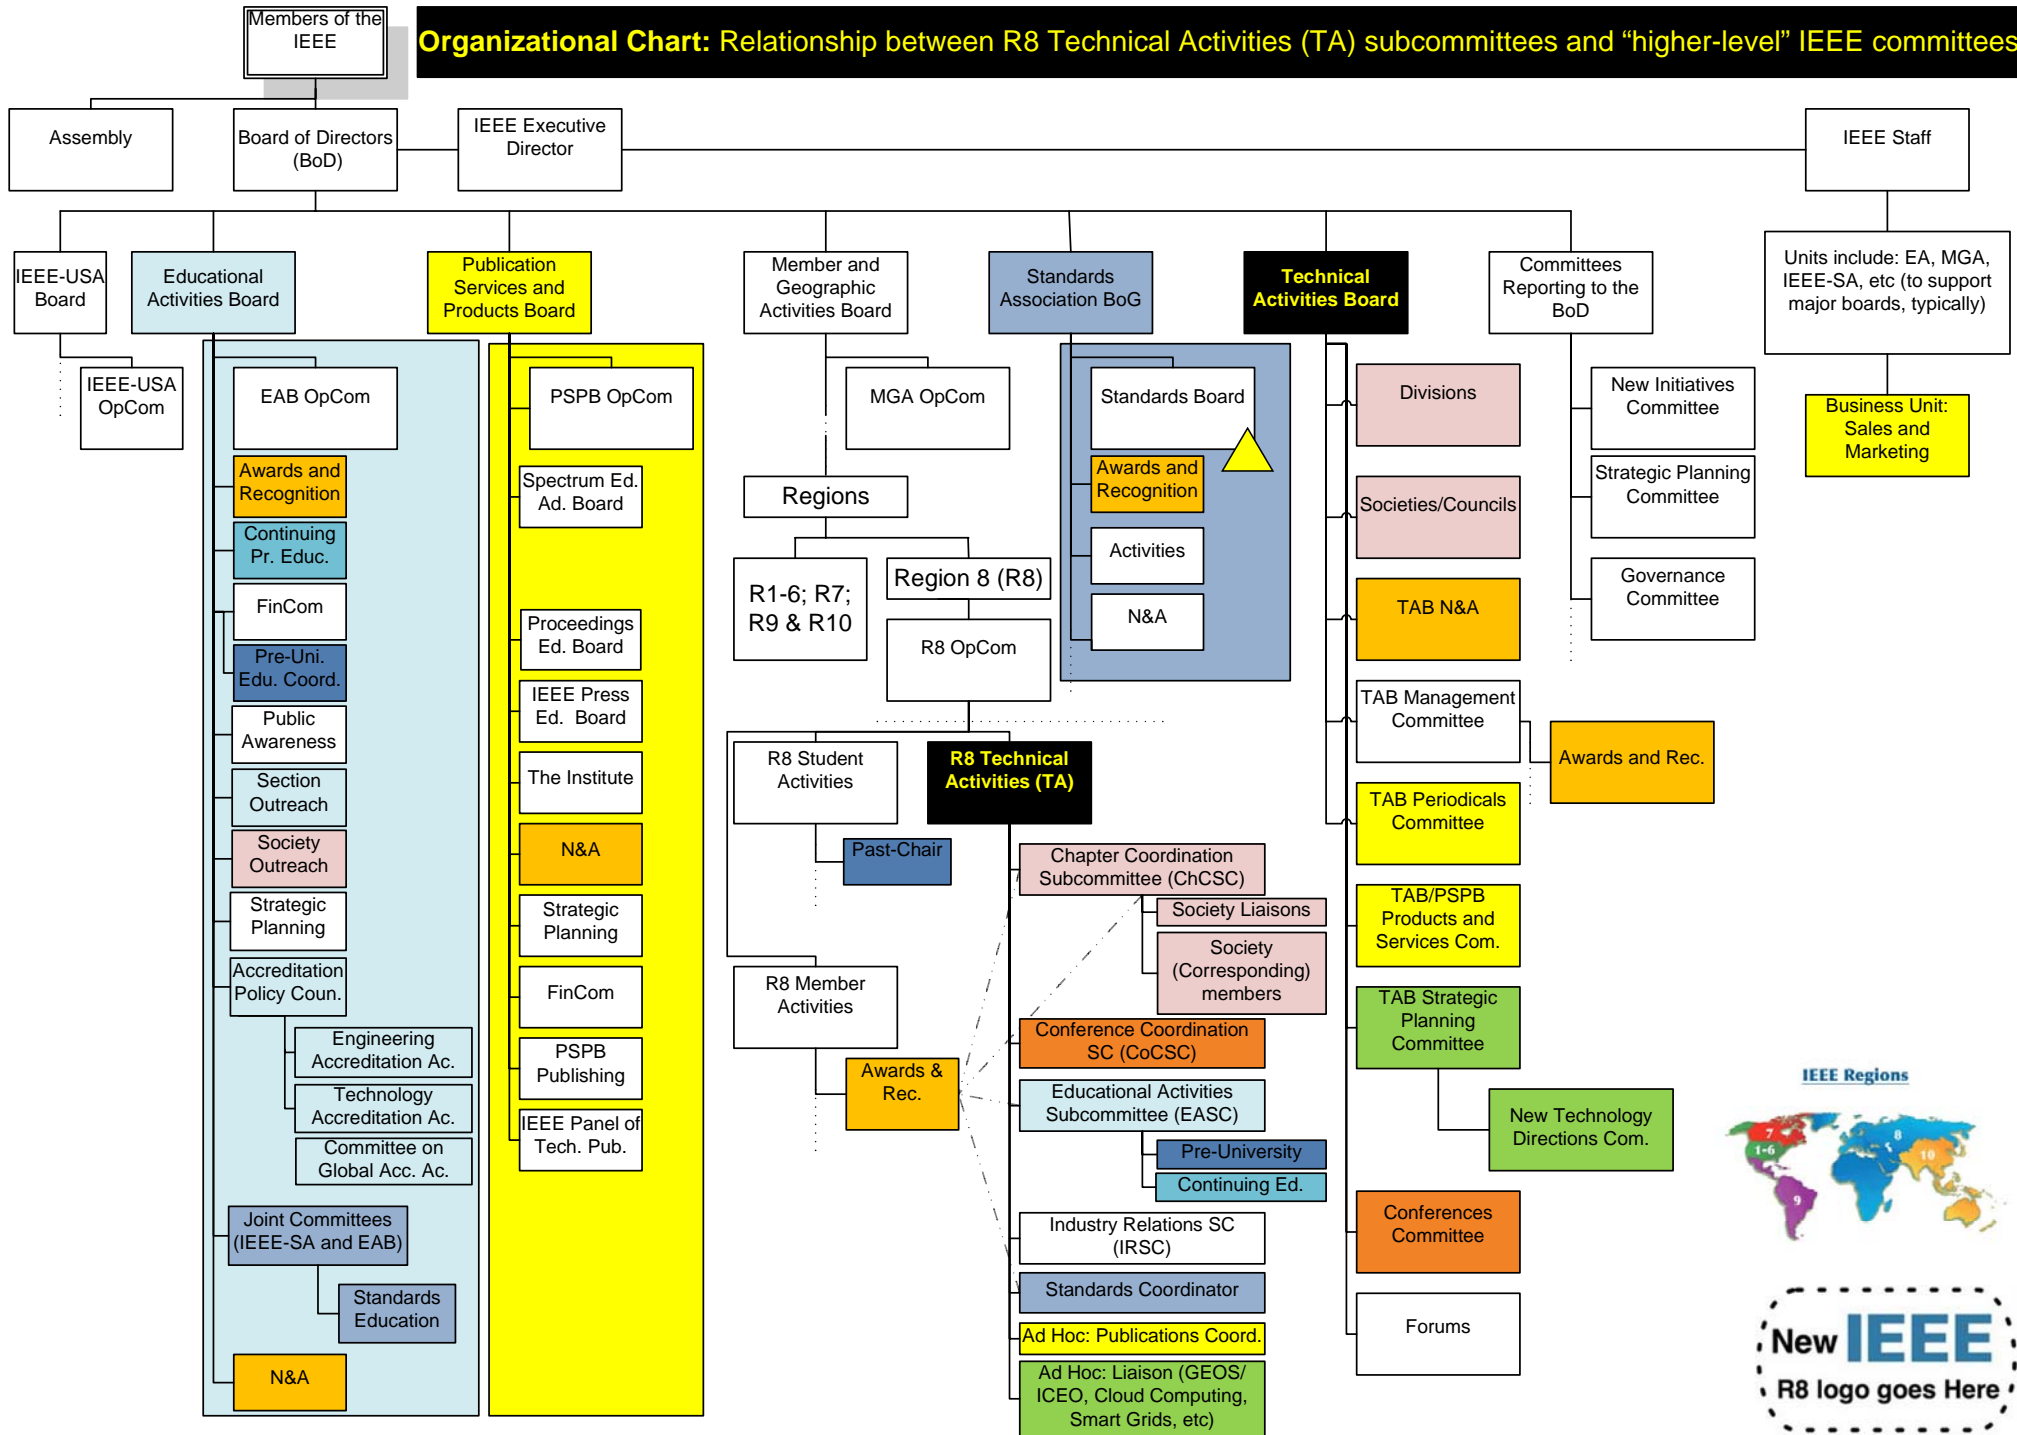 Members of the
IEEE
Organizational Chart: Relationship between R8 Technical Activities (TA) subcommittees and “higher-level” IEEE committees
Assembly
Board of Directors
(BoD)
IEEE Executive
Director
IEEE Staff
IEEE-USA
Board
Educational
Activities Board
Publication
Services and
Products Board
Member and
Geographic
Activities Board
Standards
Association BoG
Technical
Activities Board
Committees
Reporting to the
BoD
Units include: EA, MGA,
IEEE-SA, etc (to support
major boards, typically)
Business Unit:
Sales and
Marketing
IEEE-USA
OpCom
EAB OpCom
Awards and
Recognition
Continuing
Pr. Educ.
FinCom
Pre-Uni.
Edu. Coord.
Public
Awareness
Section
Outreach
Society
Outreach
Strategic
Planning
Accreditation
Policy Coun.
Engineering
Accreditation Ac.
Technology
Accreditation Ac.
Committee on
Global Acc. Ac.
Joint Committees
(IEEE-SA and EAB)
Standards
Education
N&A
PSPB OpCom
Spectrum Ed.
Ad. Board
Proceedings
Ed. Board
IEEE Press
Ed. Board
The Institute
N&A
Strategic
Planning
FinCom
PSPB
Publishing
IEEE Panel of
Tech. Pub.
MGA OpCom
Regions
R1-6; R7;
R9 & R10
Region 8 (R8)
R8 OpCom
R8 Student
Activities
Past-Chair
R8 Member
Activities
Awards &
Rec.
R8 Technical
Activities (TA)
Chapter Coordination
Subcommittee (ChCSC)
Society Liaisons
Society
(Corresponding)
members
Conference Coordination
SC (CoCSC)
Educational Activities
Subcommittee (EASC)
Pre-University
Continuing Ed.
Industry Relations SC
(IRSC)
Standards Coordinator
Ad Hoc: Publications Coord.
Ad Hoc: Liaison (GEOS/
ICEO, Cloud Computing,
Smart Grids, etc)
Standards Board
Awards and
Recognition
Activities
N&A
Divisions
Societies/Councils
TAB N&A
TAB Management
Committee
Awards and Rec.
TAB Periodicals
Committee
TAB/PSPB
Products and
Services Com.
TAB Strategic
Planning
Committee
New Technology
Directions Com.
Conferences
Committee
Forums
New Initiatives
Committee
Strategic Planning
Committee
Governance
Committee
IEEE Regions
7
8
1-6
10
9
New IEEE
R8 logo goes Here